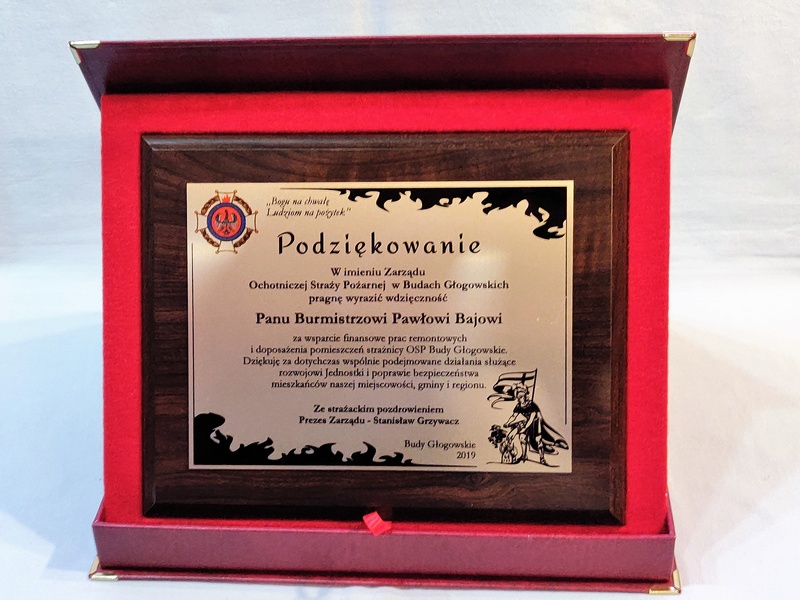 „Bogu na chwałę
Ludziom na pożytek"
Podziękowanie
W imieniu Zarządu
Ochotniczej Straży Pożarnej w Budach Głogowskich
pragnę wyrazić wdzięczność
Panu Burmistrzowi Pawłowi Bajowi
za wsparcie finansowe prac remontowych
i doposażenia pomieszczeń strażnicy OSP Budy Głogowskie.
Dziękuję za dotychczas wspólnie podejmowane działania służące
rozwojowi Jednostki i poprawie bezpieczeństwa
mieszkańców naszej miejscowości, gminy i regionu.
Ze strażackim pozdrowieniem
Prezes Zarządu - Stanisław Grzywacz
Budy Głogowskie
2019